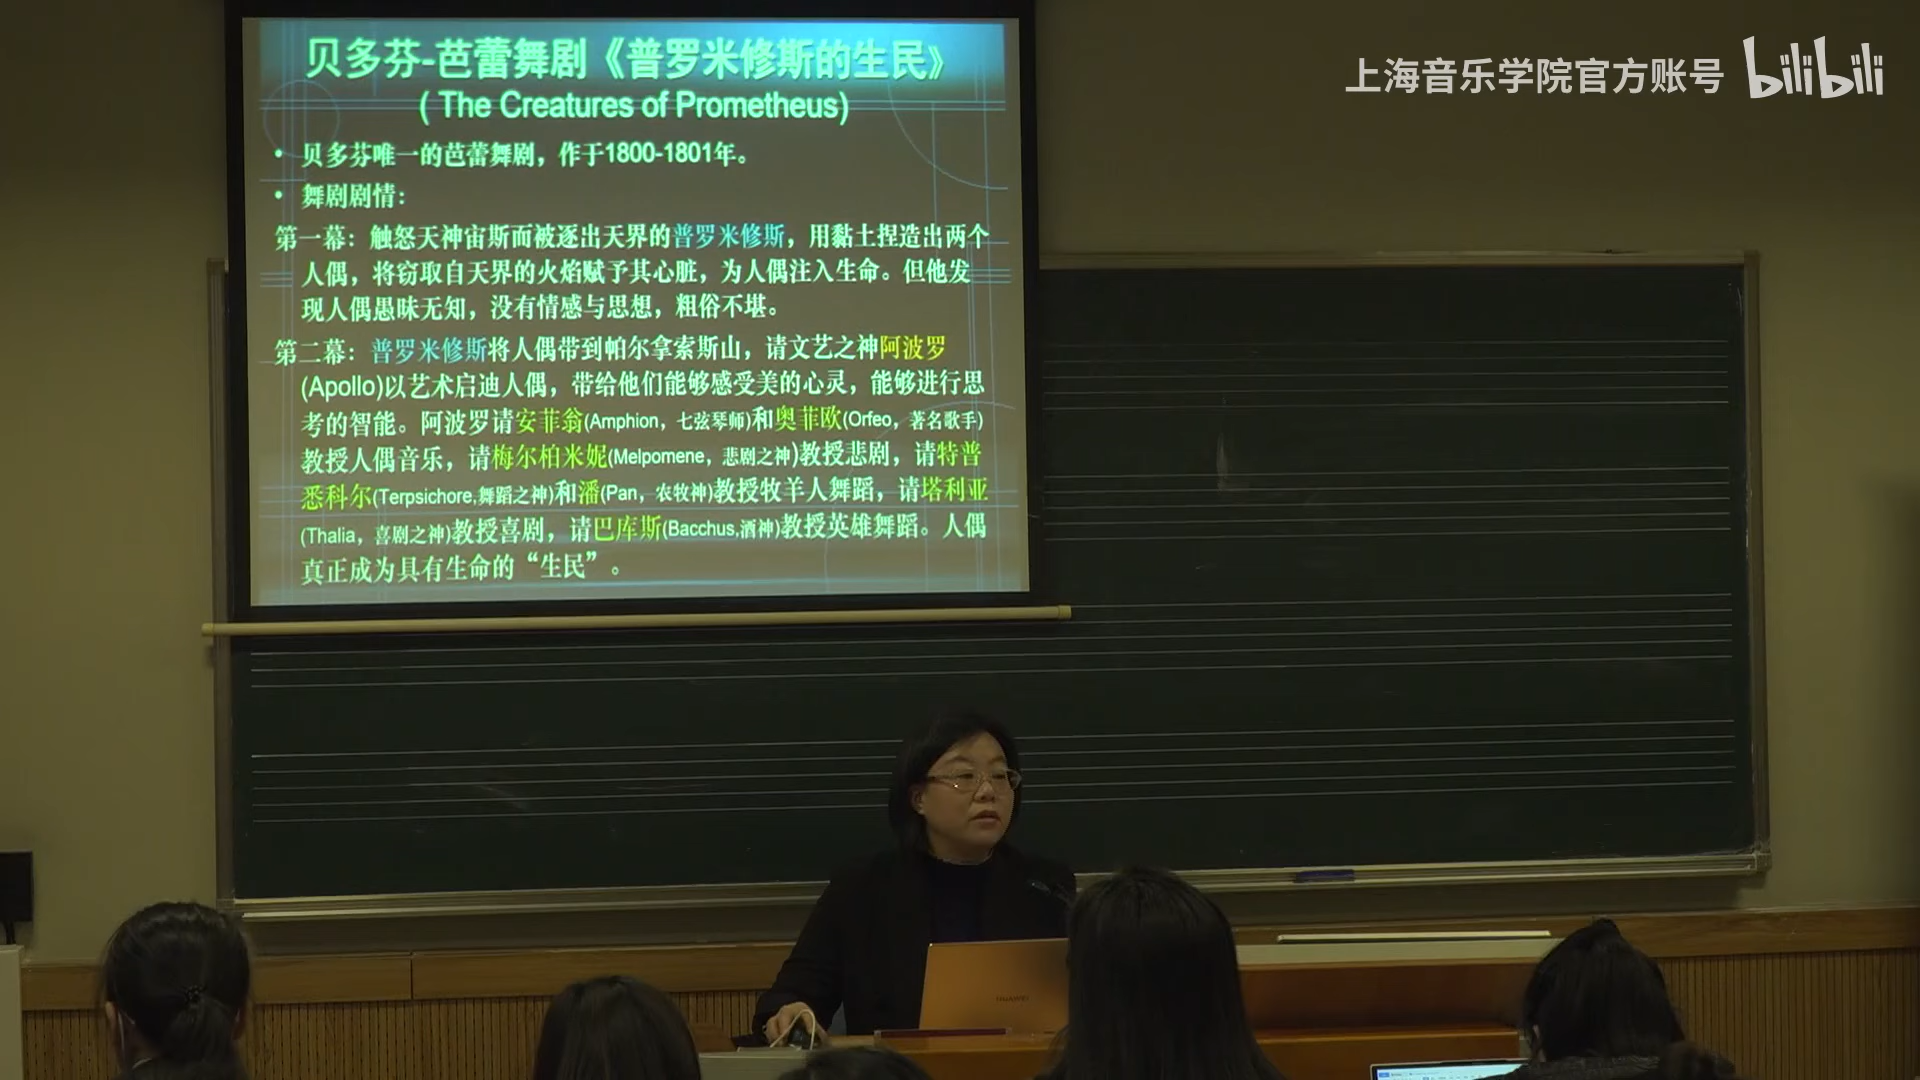 上海音乐学院官方账号 bilibili
贝多芬-芭蕾舞剧《普罗米修斯的生民》
( The Creatures of Prometheus)
• 贝多芬唯一的芭蕾舞剧，作于1800-1801年。
• 舞剧剧情：
第一幕：触怒天神宙斯而被逐出天界的普罗米修斯，用黏土捏造出两个
人偶，将窃取自天界的火焰赋予其心脏，为人偶注入生命。但他发
现人偶愚昧无知，没有情感与思想，粗俗不堪。
第二幕：普罗米修斯将人偶带到帕尔拿索斯山，请文艺之神阿波罗
(Apollo)以艺术启迪人偶，带给他们能够感受美的心灵，能够进行思
考的智能。阿波罗请安菲翁(Amphion，七弦琴师)和奥菲欧(Orfeo，著名歌手)
教授人偶音乐，请梅尔柏米妮(Melpomene，悲剧之神)教授悲剧，请特普
悉科尔(Terpsichore,舞蹈之神)和潘(Pan，农牧神)教授牧羊人舞蹈，请塔利亚
(Thalia，喜剧之神)教授喜剧，请巴库斯(Bacchus,酒神)教授英雄舞蹈。人偶
真正成为具有生命的“生民”。
HUAWEI